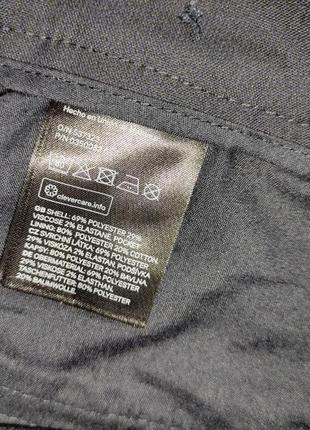 Hecho en
O/N 537323
P/N
clevercare.info
GB SHELL: 69% POLYESTER 29%
VISCOSE 2% ELASTANE. POCKET
LINING: 80% POLYESTER 20% COTTON.
CZ SVRCHNÍ LÁTKA: 69% POLYESTER
29% VISKÓZA 2% ELASTAN. PODŠÍVKA
KAPSY: 80% POLYESTER 20% BAVLNA.
DE OBERMATERIAL: 69% POLYESTER
29% VISKOSE 2% ELASTHAN.
TASCHENFUTTER: 80% POLYESTER
20% BAUMWOLLE.